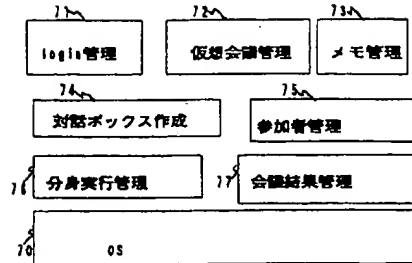 71 72 73
login管理 仮想会議管理 メモ管理
74 75
対話ボックス作成 参加者管理
76 分身実行管理 77 会議結果管理
70 OS